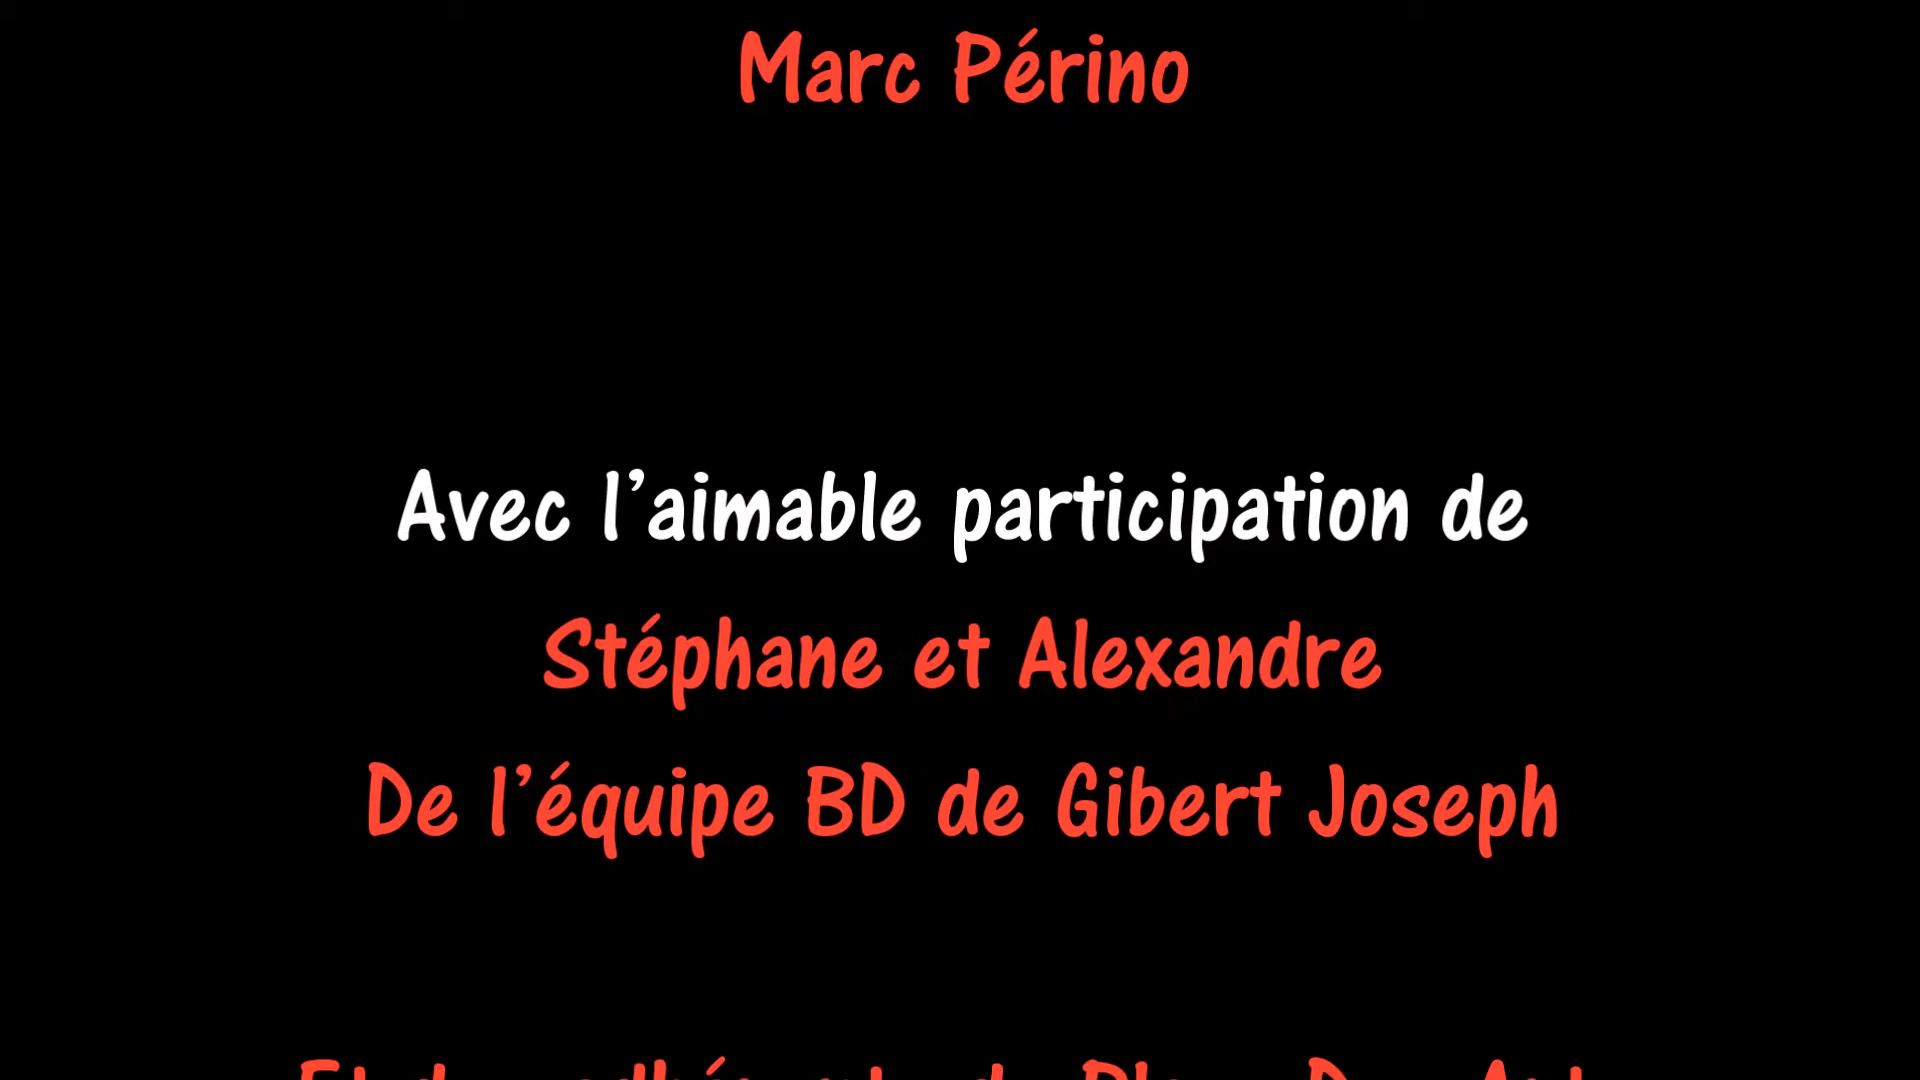 Marc Périno
Avec l’aimable participation de
Stéphane et Alexandre
De l’équipe BD de Gibert Joseph